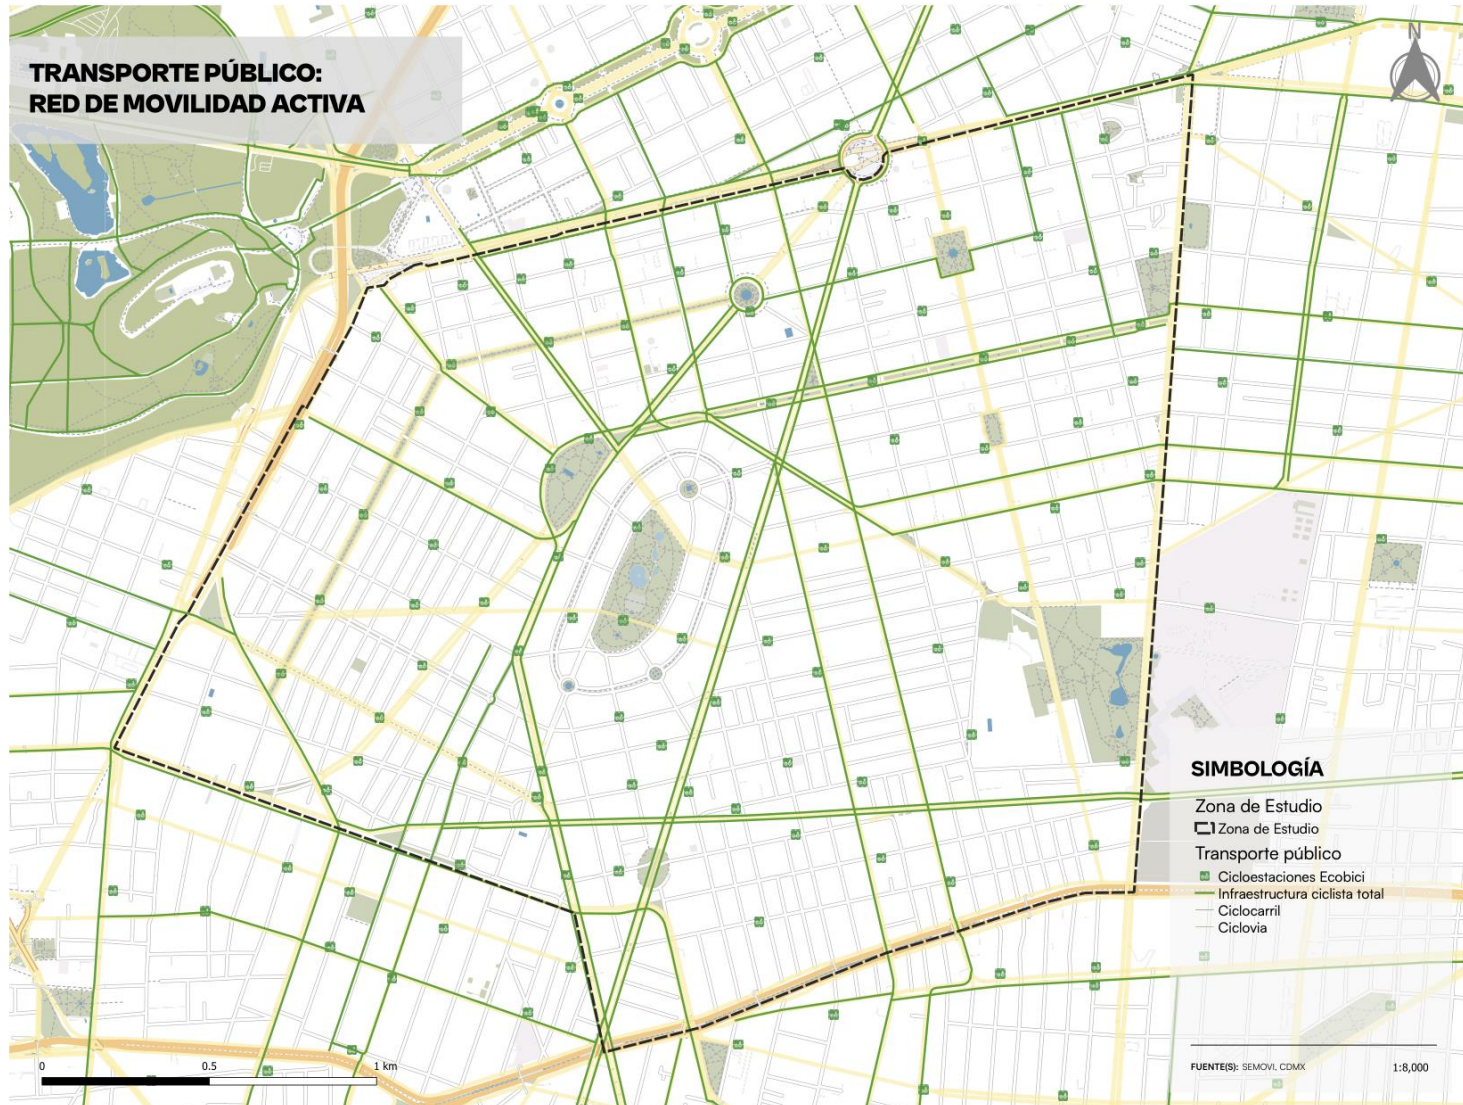 TRANSPORTE PÚBLICO:
RED DE MOVILIDAD ACTIVA
N
SIMBOLOGÍA
Zona de Estudio
Zona de Estudio
Transporte público
Cicloestaciones Ecobici
Infraestructura ciclista total
Ciclocarril
Ciclovia
0 0.5 1 km
FUENTE(S): SEMOVI, CDMX 1:8,000